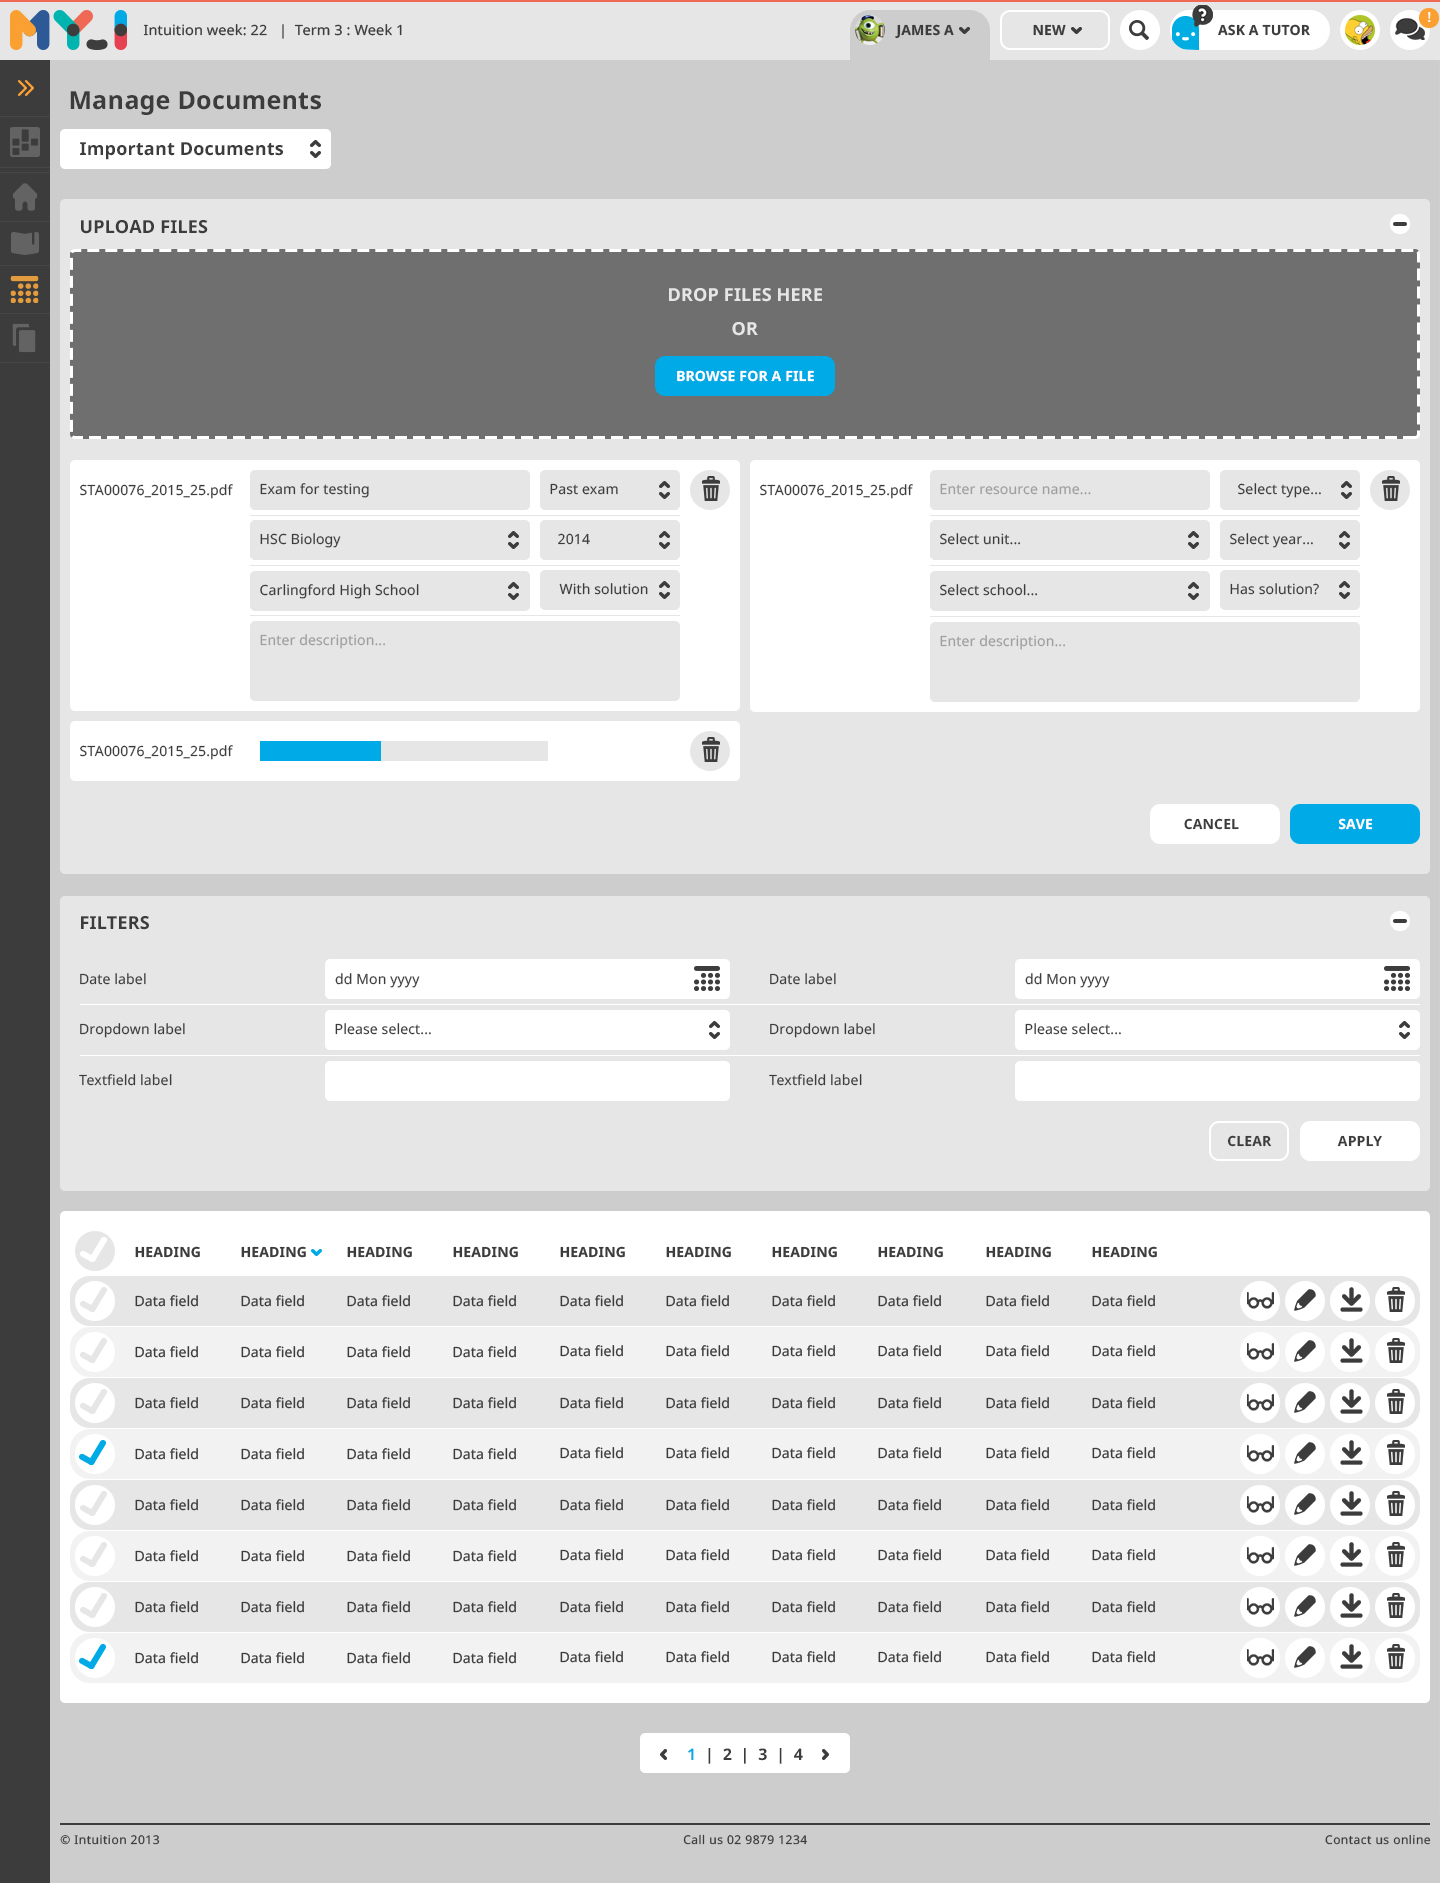 MY_I
Intuition week: 22 | Term 3 : Week 1
JAMES A
NEW
?
ASK A TUTOR
!
Manage Documents
Important Documents
UPLOAD FILES
DROP FILES HERE
OR
BROWSE FOR A FILE
STA00076_2015_25.pdf
Exam for testing
Past exam
HSC Biology
2014
Carlingford High School
With solution
Enter description...
STA00076_2015_25.pdf
Enter resource name...
Select type...
Select unit...
Select year...
Select school...
Has solution?
Enter description...
STA00076_2015_25.pdf
CANCEL
SAVE
FILTERS
Date label
dd Mon yyyy
Date label
dd Mon yyyy
Dropdown label
Please select...
Dropdown label
Please select...
Textfield label
Textfield label
CLEAR
APPLY
HEADING HEADING HEADING HEADING HEADING HEADING HEADING HEADING HEADING HEADING
Data field Data field Data field Data field Data field Data field Data field Data field Data field Data field
Data field Data field Data field Data field Data field Data field Data field Data field Data field Data field
Data field Data field Data field Data field Data field Data field Data field Data field Data field Data field
Data field Data field Data field Data field Data field Data field Data field Data field Data field Data field
Data field Data field Data field Data field Data field Data field Data field Data field Data field Data field
Data field Data field Data field Data field Data field Data field Data field Data field Data field Data field
Data field Data field Data field Data field Data field Data field Data field Data field Data field Data field
Data field Data field Data field Data field Data field Data field Data field Data field Data field Data field
1 | 2 | 3 | 4
© Intuition 2013
Call us 02 9879 1234
Contact us online